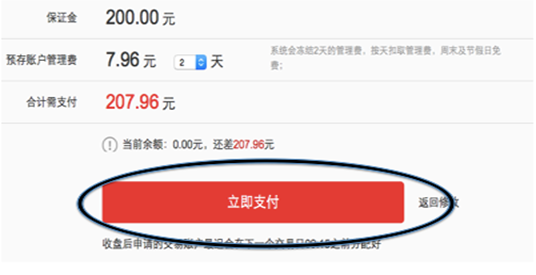 保证金 200.00 元
预存账户管理费 7.96 元 2 天 系统会冻结2天的管理费，按天扣取管理费，周末及节假日免
费；
合计需支付 207.96 元
! 当前余额：0.00元，还差207.96元
立即支付 返回修改
收盘后申请的交易账户最迟会在下一个交易日09:15之前分配好